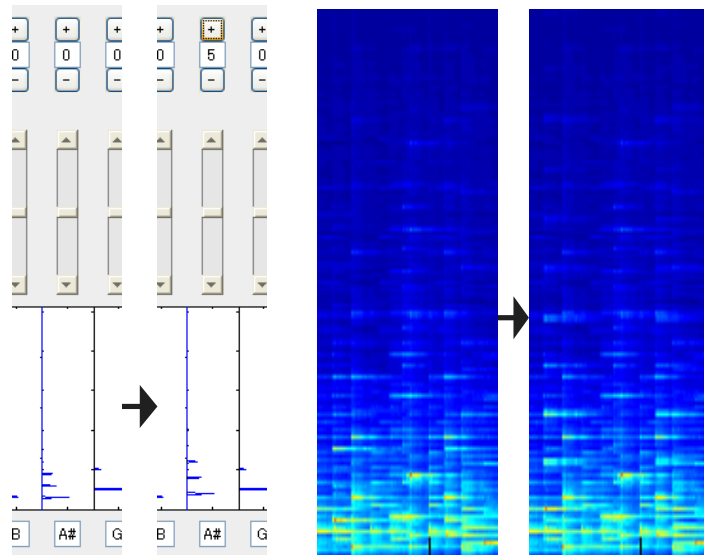 + + + + + +
0 0 0 0 5 0
− − − − − −
B A# G B A# G